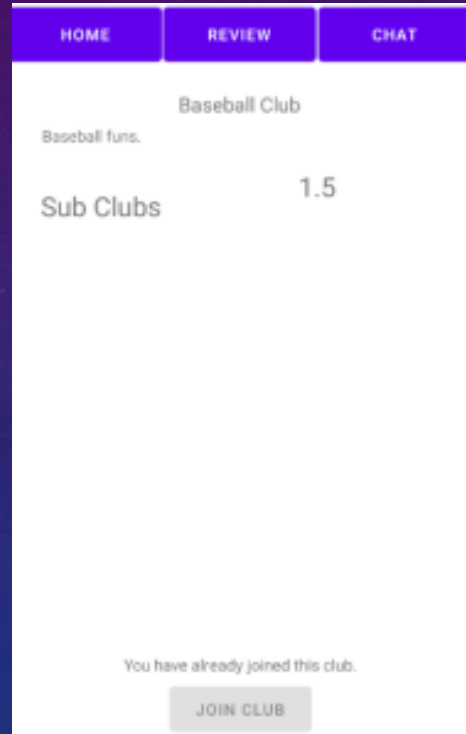 HOME REVIEW CHAT
Baseball Club
Baseball funs.
1.5
Sub Clubs
You have already joined this club.
JOIN CLUB